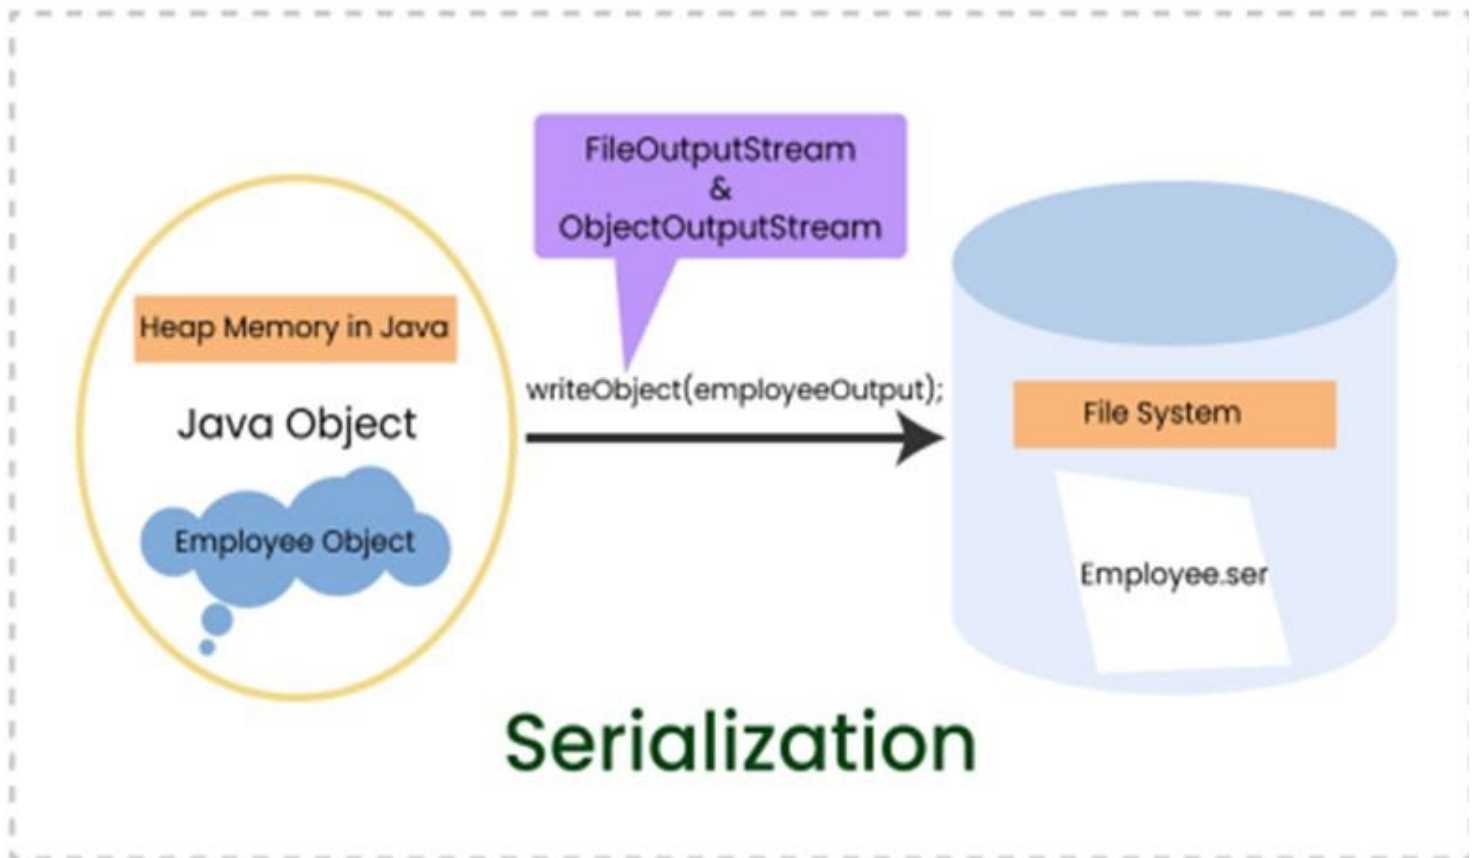 FileOutputStream
&
ObjectOutputStream
Heap Memory in Java
Java Object
Employee Object
writeObject(employeeOutput);
File System
Employee.ser
Serialization